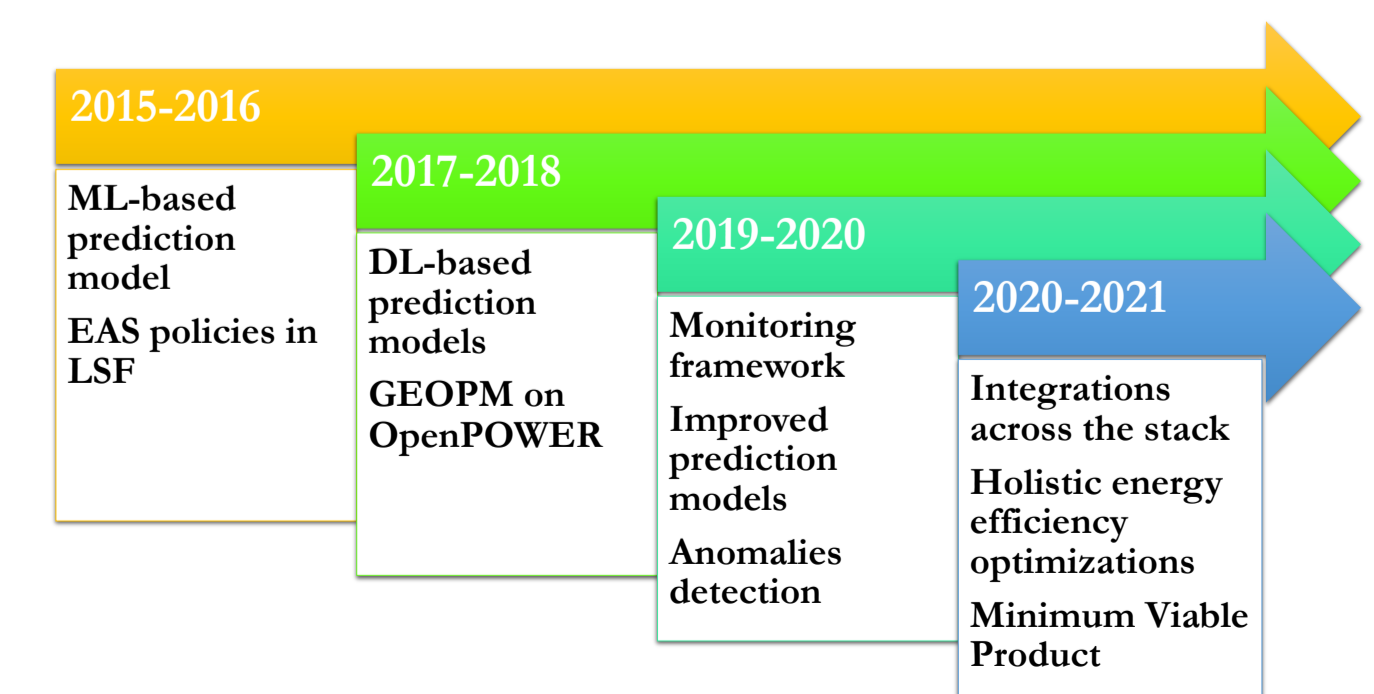 2015-2016
ML-based
prediction
model
EAS policies in
LSF
2017-2018
DL-based
prediction
models
GEOPM on
OpenPOWER
2019-2020
Monitoring
framework
Improved
prediction
models
Anomalies
detection
2020-2021
Integrations
across the stack
Holistic energy
efficiency
optimizations
Minimum Viable
Product